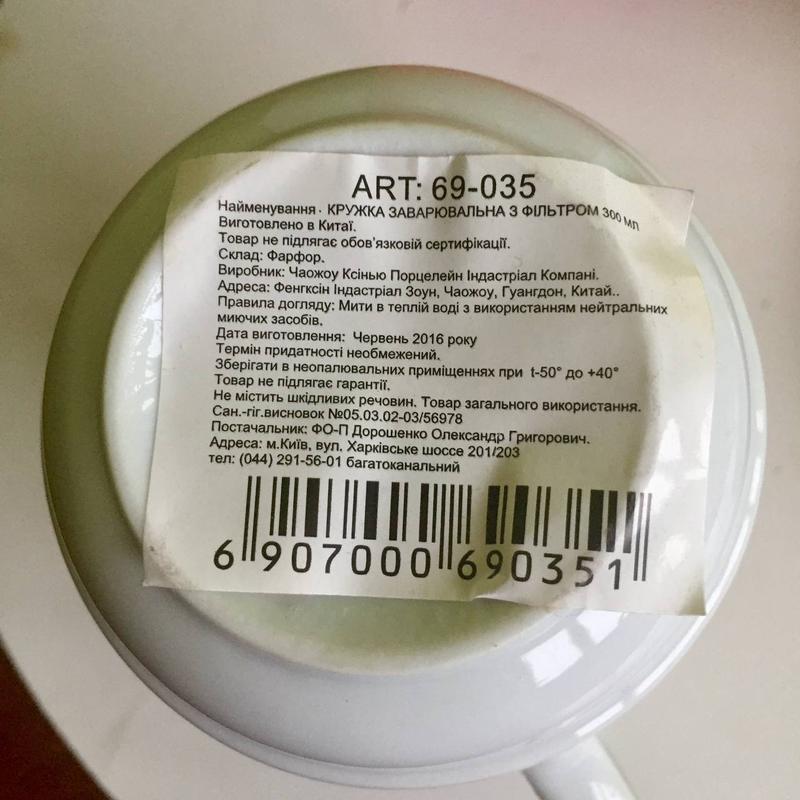 ART: 69-035
Найменування · КРУЖКА ЗАВАРЮВАЛЬНА З ФІЛЬТРОМ 300 мл
Виготовлено в Китаї.
Товар не підлягає обов'язковій сертифікації.
Склад: Фарфор.
Виробник: Чаожоу Ксінью Порцелейн Індастріал Компані.
Адреса: Фенгксін Індастріал Зоун, Чаожоу, Гуангдон, Китай..
Правила догляду: Мити в теплій воді з використанням нейтральних
миючих засобів.
Дата виготовлення: Червень 2016 року
Термін придатності необмежений.
Зберігати в неопалювальних приміщеннях при t-50° до +40°
Товар не підлягає гарантії.
Не містить шкідливих речовин. Товар загального використання.
Сан.-гіг.висновок №05.03.02-03/56978
Постачальник: ФО-П Дорошенко Олександр Григорович.
Адреса: м.Київ, вул. Харківське шоссе 201/203
тел: (044) 291-56-01 багатоканальний
6 907000 690351